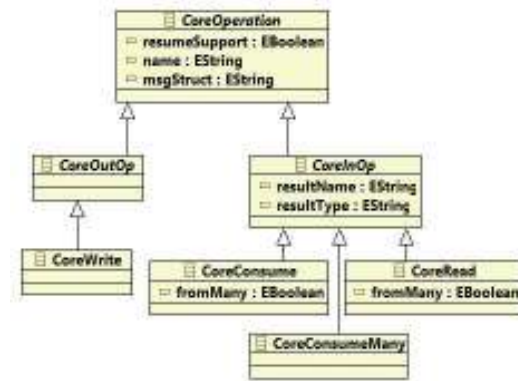 CoreOperation
resumeSupport : EBoolean
name : EString
msgStruct : EString
CoreOutOp
CoreInOp
resultName : EString
resultType : EString
CoreWrite
CoreConsume
fromMany : EBoolean
CoreRead
fromMany : EBoolean
CoreConsumeMany